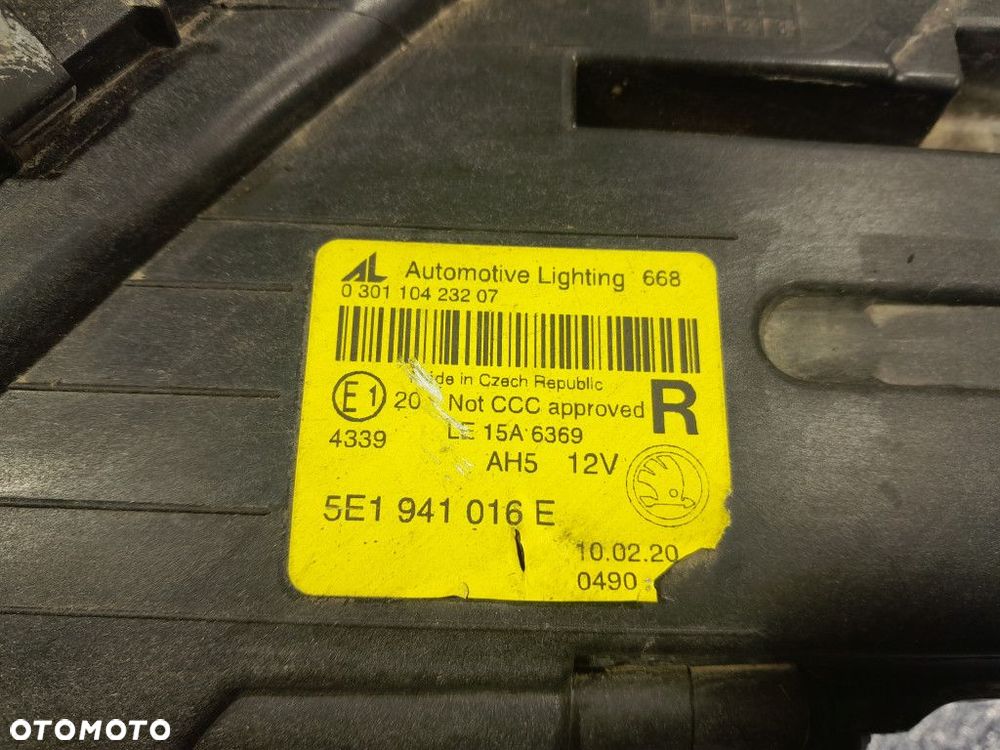 AL Automotive Lighting 668
0 301 104 232 07
in Czech Republic
E1 20 Not CCC approved R
4339 LE 15A 6369
AH5 12V
5E1 941 016 E
10.02.20
0490
OTOMOTO